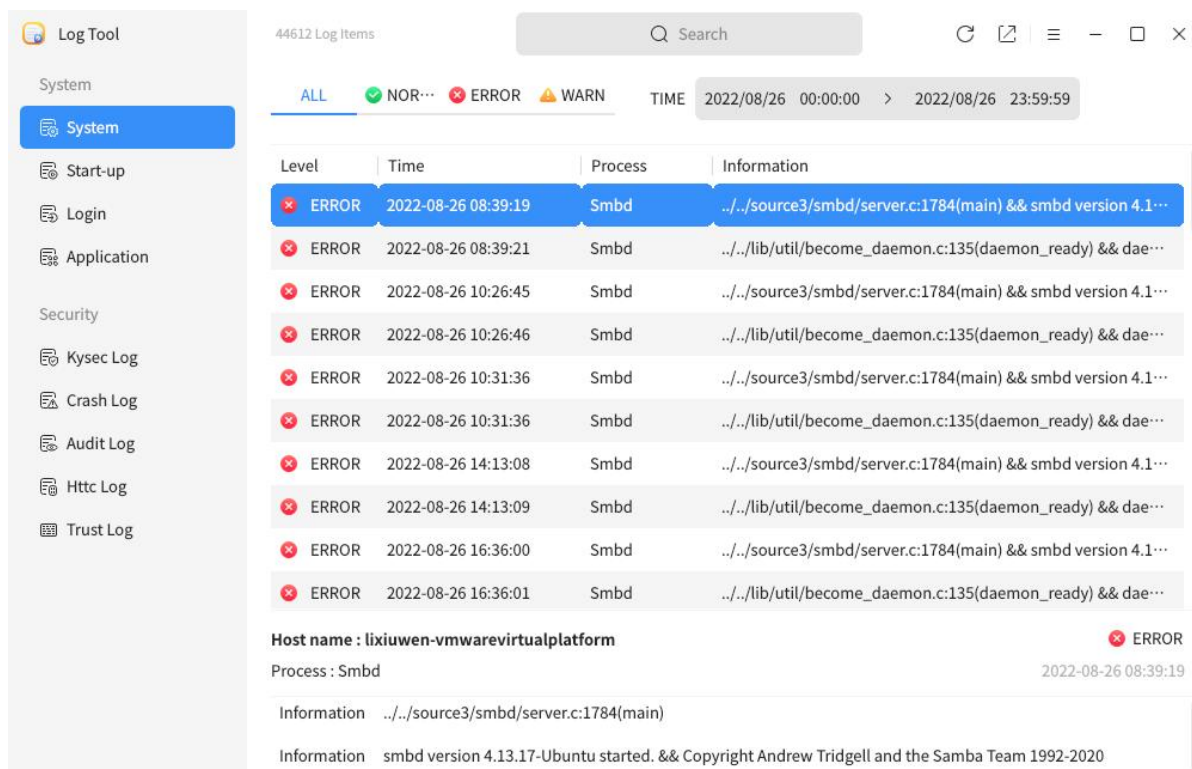 Log Tool
44612 Log Items
Search
System
ALL NOR··· ERROR WARN TIME 2022/08/26 00:00:00 > 2022/08/26 23:59:59
System
Start-up
Login
Application
Security
Kysec Log
Crash Log
Audit Log
Httc Log
Trust Log
Level Time Process Information
ERROR 2022-08-26 08:39:19 Smbd ../../source3/smbd/server.c:1784(main) && smbd version 4.1···
ERROR 2022-08-26 08:39:21 Smbd ../../lib/util/become_daemon.c:135(daemon_ready) && dae···
ERROR 2022-08-26 10:26:45 Smbd ../../source3/smbd/server.c:1784(main) && smbd version 4.1···
ERROR 2022-08-26 10:26:46 Smbd ../../lib/util/become_daemon.c:135(daemon_ready) && dae···
ERROR 2022-08-26 10:31:36 Smbd ../../source3/smbd/server.c:1784(main) && smbd version 4.1···
ERROR 2022-08-26 10:31:36 Smbd ../../lib/util/become_daemon.c:135(daemon_ready) && dae···
ERROR 2022-08-26 14:13:08 Smbd ../../source3/smbd/server.c:1784(main) && smbd version 4.1···
ERROR 2022-08-26 14:13:09 Smbd ../../lib/util/become_daemon.c:135(daemon_ready) && dae···
ERROR 2022-08-26 16:36:00 Smbd ../../source3/smbd/server.c:1784(main) && smbd version 4.1···
ERROR 2022-08-26 16:36:01 Smbd ../../lib/util/become_daemon.c:135(daemon_ready) && dae···
Host name : lixiuwen-vmwarevirtualplatform ERROR
Process : Smbd 2022-08-26 08:39:19
Information ../../source3/smbd/server.c:1784(main)
Information smbd version 4.13.17-Ubuntu started. && Copyright Andrew Tridgell and the Samba Team 1992-2020